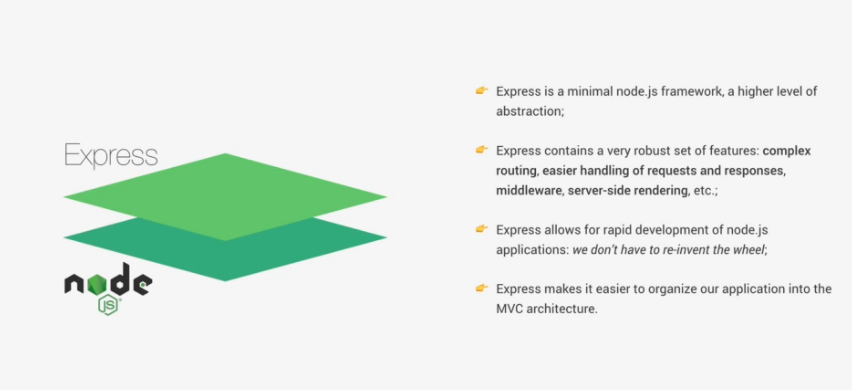 Express
node
JS
Express is a minimal node.js framework, a higher level of
abstraction;
Express contains a very robust set of features: complex
routing, easier handling of requests and responses,
middleware, server-side rendering, etc.;
Express allows for rapid development of node.js
applications: we don't have to re-invent the wheel;
Express makes it easier to organize our application into the
MVC architecture.